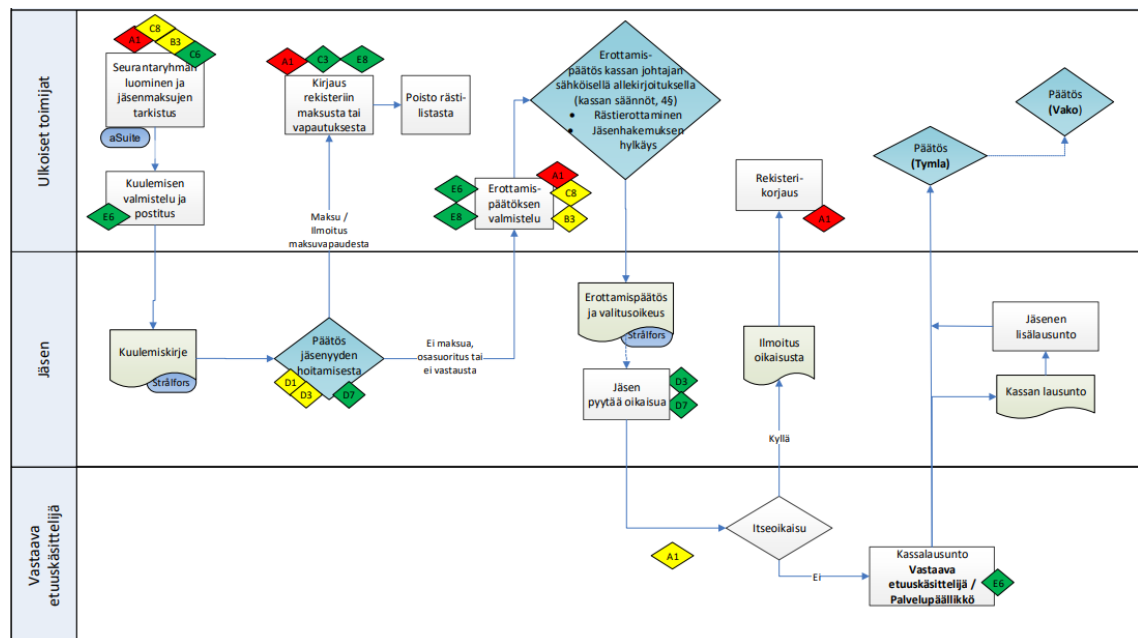 Ulkoiset toimijat
C8
A1
B3
C6
Seurantaryhmän
luominen ja
jäsenmaksujen
tarkistus
aSuite
Kuulemisen
valmistelu ja
postitus
E6
A1
C3
E8
Kirjaus
rekisteriin
maksusta tai
vapautuksesta
Poisto rästi-
listasta
Maksu /
Ilmoitus
maksuvapaudesta
Erottamis-
päätös kassan johtajan
sähköisellä allekirjoituksella
(kassan säännöt, 4§)
• Rästierottaminen
• Jäsenhakemuksen
hylkäys
E6
E8
Erottamis-
päätöksen
valmistelu
A1
C8
B3
Rekisteri-
korjaus
A1
Päätös
(Tymla)
Päätös
(Vako)
Jäsen
Kuulemiskirje
Strålfors
Päätös
jäsenyyden
hoitamisesta
D1
D3
D7
Ei maksua,
osasuoritus tai
ei vastausta
Erottamispäätös
ja valitusoikeus
Strålfors
Jäsen
pyytää oikaisua
D3
D7
Ilmoitus
oikaisusta
Kyllä
Jäsenen
lisälausunto
Kassan lausunto
Vastaava
etuuskäsittelijä
A1
Itseoikaisu
Ei
Kassalausunto
Vastaava
etuuskäsittelijä /
Palvelupäällikkö
E6